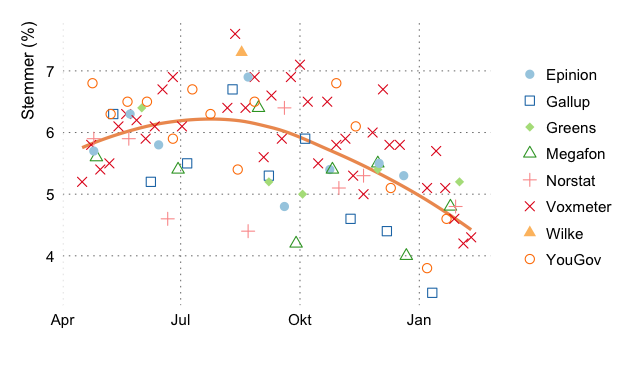 Stemmer (%)
7
6
5
4
Apr Jul Okt Jan
Epinion
Gallup
Greens
Megafon
Norstat
Voxmeter
Wilke
YouGov